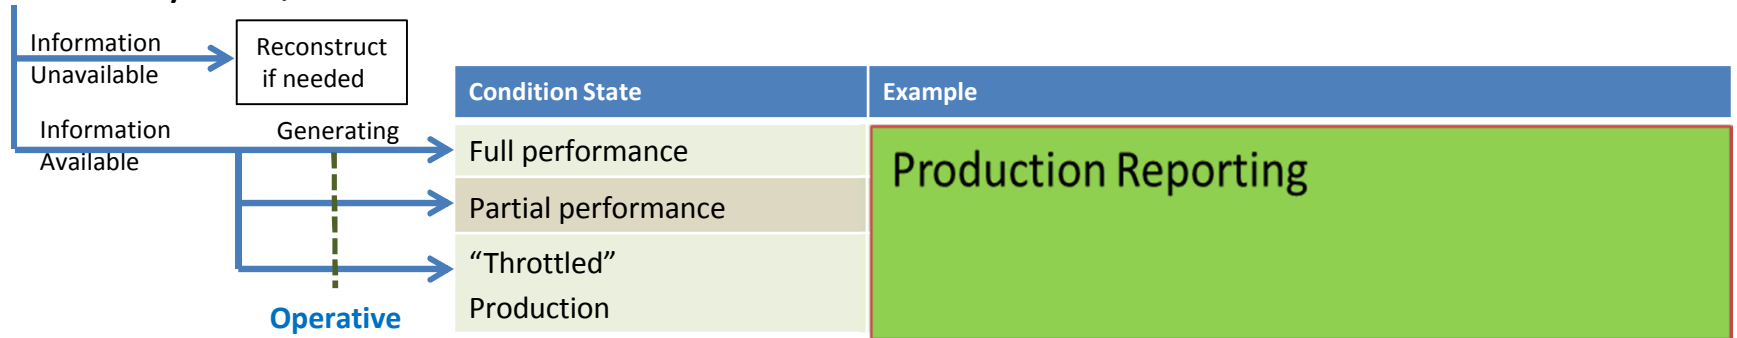 Information
Unavailable
Reconstruct
if needed
Information
Available
Generating
Operative
Condition State
Example
Full performance
Partial performance
“Throttled”
Production
Production Reporting